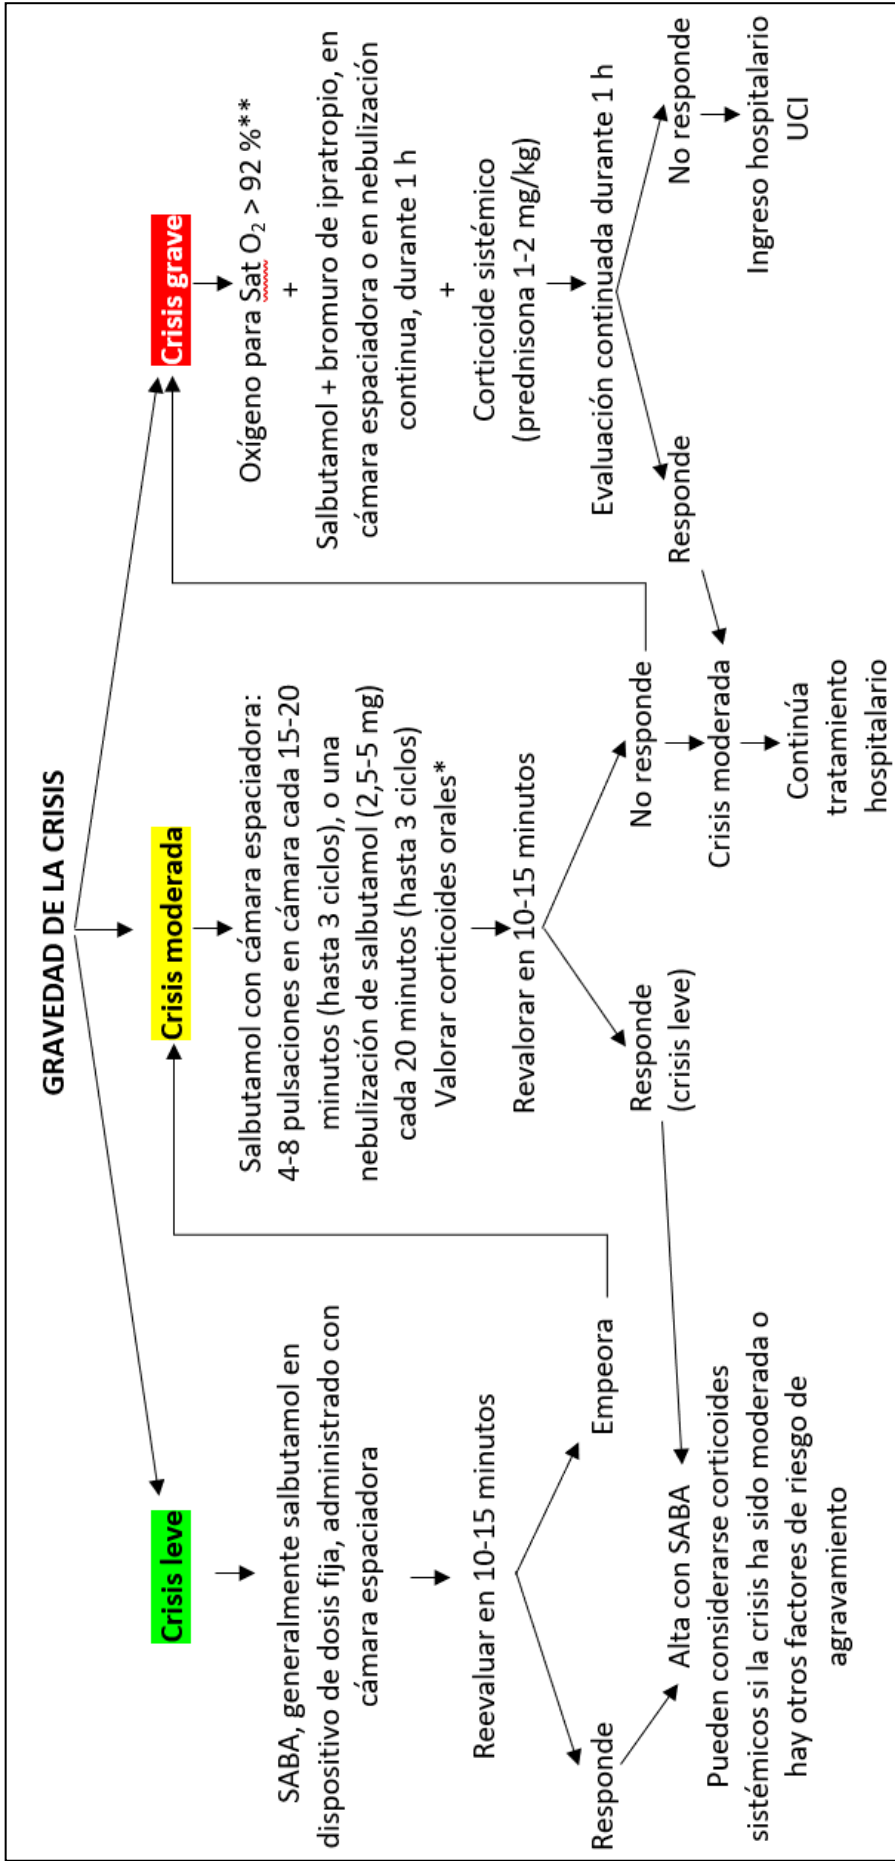 GRAVEDAD DE LA CRISIS
Crisis leve
SABA, generalmente salbutamol en
dispositivo de dosis fija, administrado con
cámara espaciadora
Reevaluar en 10-15 minutos
Responde
Empeora
Alta con SABA
Pueden considerarse corticoides
sistémicos si la crisis ha sido moderada o
hay otros factores de riesgo de
agravamiento
Crisis moderada
Salbutamol con cámara espaciadora:
4-8 pulsaciones en cámara cada 15-20
minutos (hasta 3 ciclos), o una
nebulización de salbutamol (2,5-5 mg)
cada 20 minutos (hasta 3 ciclos)
Valorar corticoides orales*
Revalorar en 10-15 minutos
Responde
(crisis leve)
No responde
Crisis moderada
Continúa
tratamiento
hospitalario
Crisis grave
Oxígeno para Sat O₂ > 92 %**
+
Salbutamol + bromuro de ipratropio, en
cámara espaciadora o en nebulización
continua, durante 1 h
+
Corticoide sistémico
(prednisona 1-2 mg/kg)
Evaluación continuada durante 1 h
Responde
No responde
Ingreso hospitalario
UCI